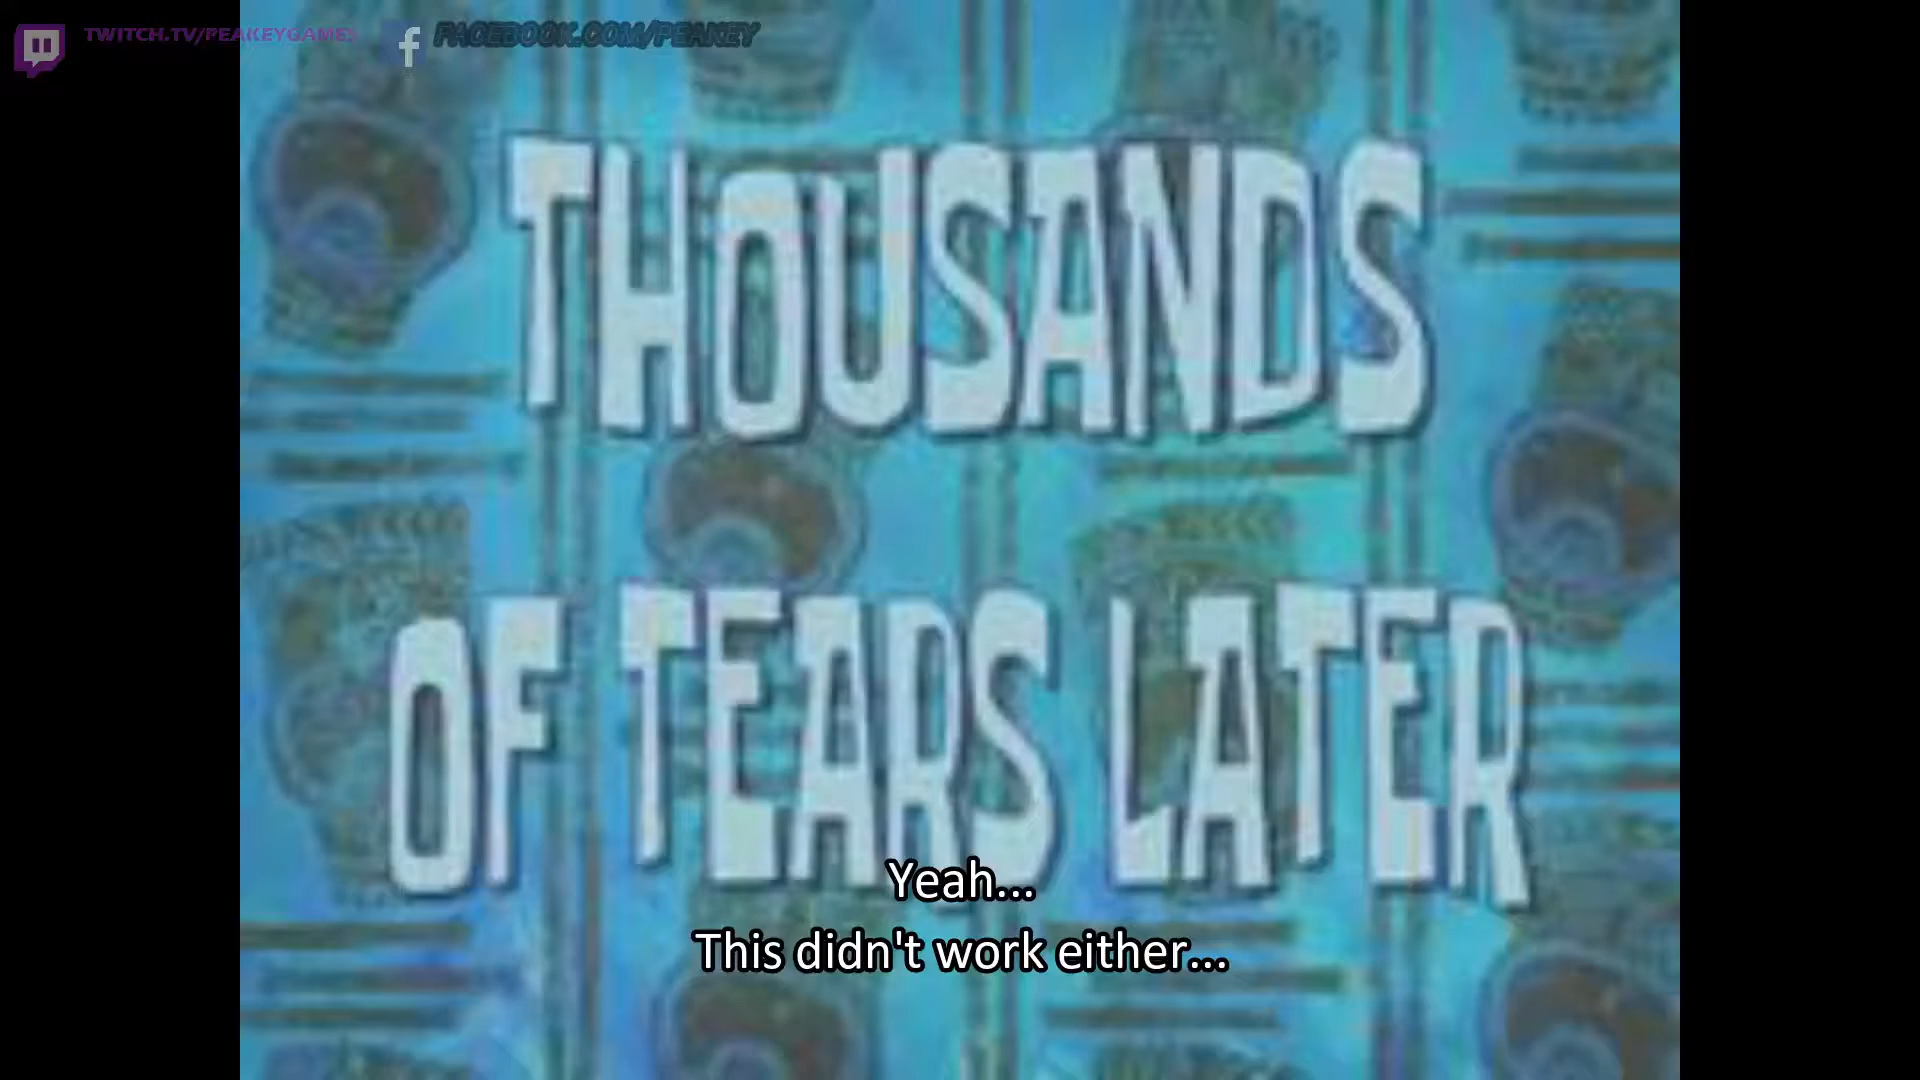 TWITCH.TV/PEAKEYGAMES
FACEBOOK.COM/PEAKEY
THOUSANDS
OF TEARS LATER
Yeah...
This didn't work either...